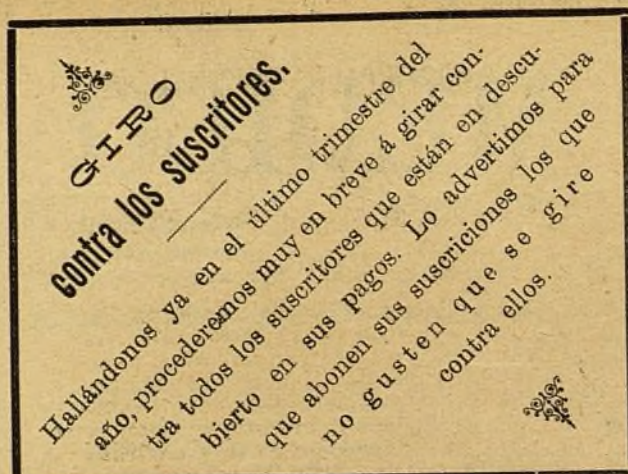 GIRO
contra los suscritores.
Hallándonos ya en el último trimestre del
año, procederemos muy en breve á girar con-
tra todos los suscritores que están en descu-
bierto en sus pagos. Lo advertimos para
que abonen sus suscriciones los que
no gusten que se gire
contra ellos.